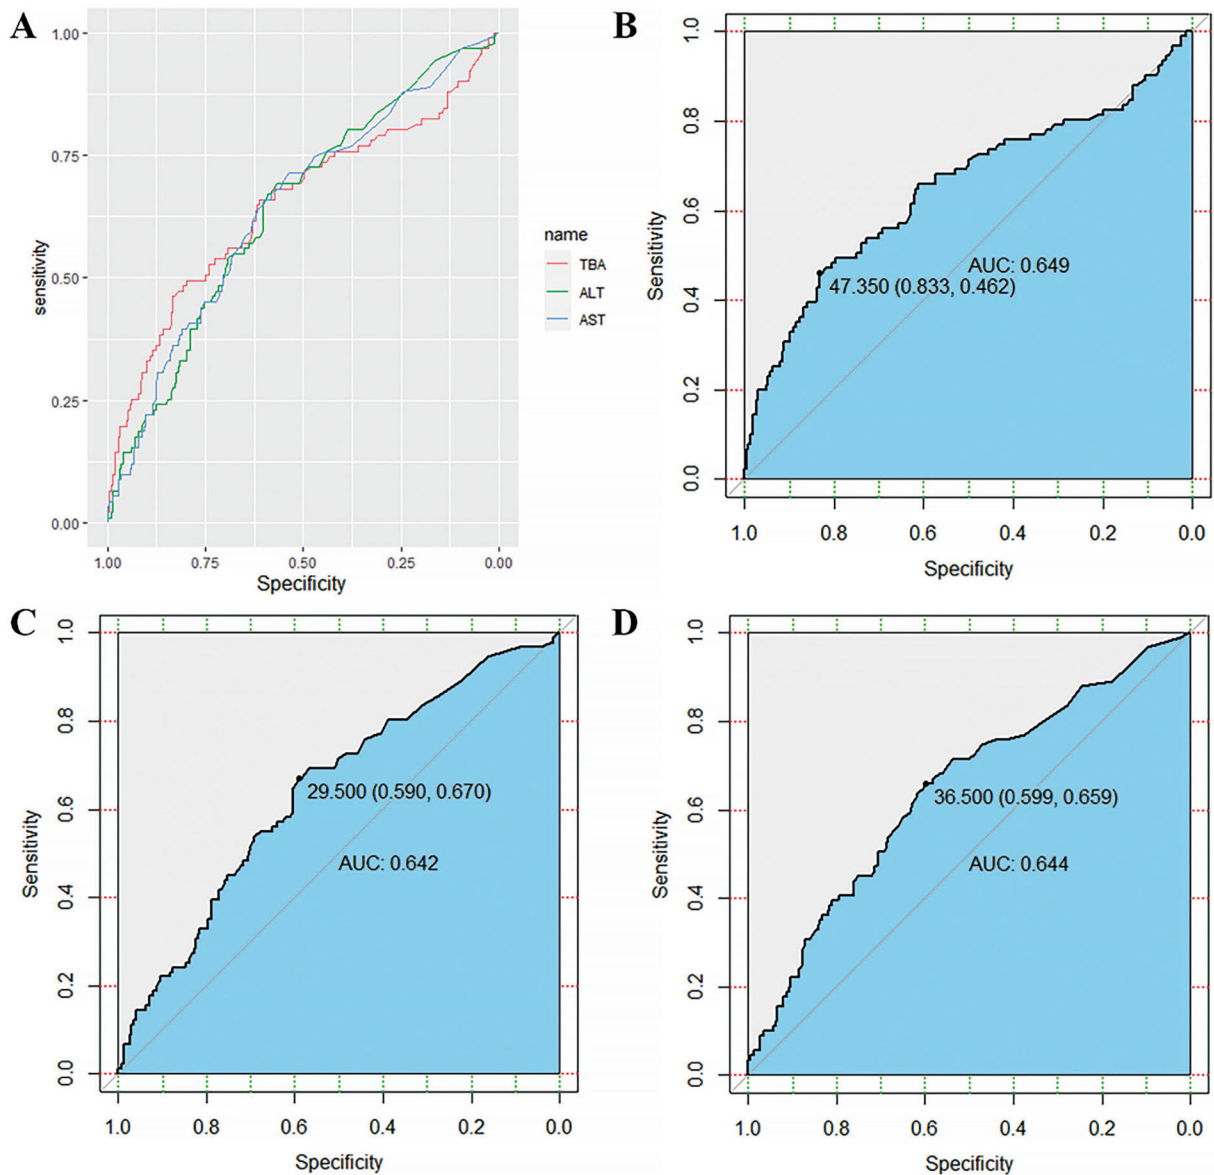 A
1.00
0.75
0.50
0.25
0.00
sensitivity
1.00 0.75 0.50 0.25 0.00
Specificity
name
TBA
ALT
AST
B
1.0
0.8
0.6
0.4
0.2
0.0
Sensitivity
AUC: 0.649
47.350 (0.833, 0.462)
1.0 0.8 0.6 0.4 0.2 0.0
Specificity
C
1.0
0.8
0.6
0.4
0.2
0.0
Sensitivity
29.500 (0.590, 0.670)
AUC: 0.642
1.0 0.8 0.6 0.4 0.2 0.0
Specificity
D
1.0
0.8
0.6
0.4
0.2
0.0
Sensitivity
36.500 (0.599, 0.659)
AUC: 0.644
1.0 0.8 0.6 0.4 0.2 0.0
Specificity